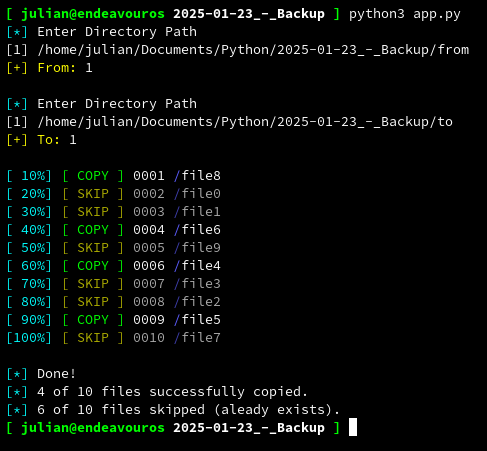 [ julian@endeavouros 2025-01-23_-_Backup ] python3 app.py
[*] Enter Directory Path
[1] /home/julian/Documents/Python/2025-01-23_-_Backup/from
[+] From: 1
[*] Enter Directory Path
[1] /home/julian/Documents/Python/2025-01-23_-_Backup/to
[+] To: 1
[ 10%] [ COPY ] 0001 /file8
[ 20%] [ SKIP ] 0002 /file0
[ 30%] [ SKIP ] 0003 /file1
[ 40%] [ COPY ] 0004 /file6
[ 50%] [ SKIP ] 0005 /file9
[ 60%] [ COPY ] 0006 /file4
[ 70%] [ SKIP ] 0007 /file3
[ 80%] [ SKIP ] 0008 /file2
[ 90%] [ COPY ] 0009 /file5
[100%] [ SKIP ] 0010 /file7
[*] Done!
[*] 4 of 10 files successfully copied.
[*] 6 of 10 files skipped (aleady exists).
[ julian@endeavouros 2025-01-23_-_Backup ]